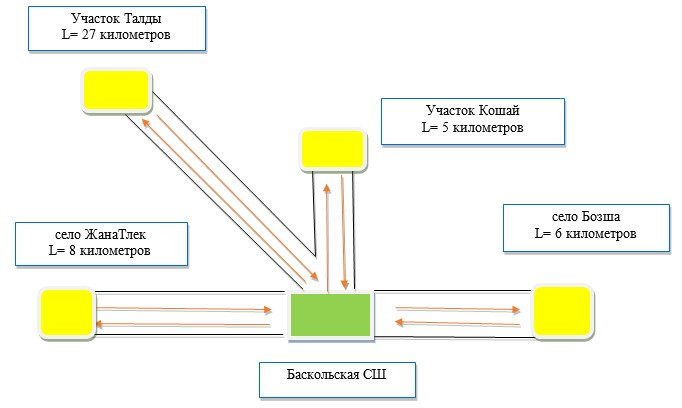 Участок Талды
L= 27 километров
Участок Кошай
L= 5 километров
село Бозша
L= 6 километров
село ЖанаТлек
L= 8 километров
Баскольская СШ